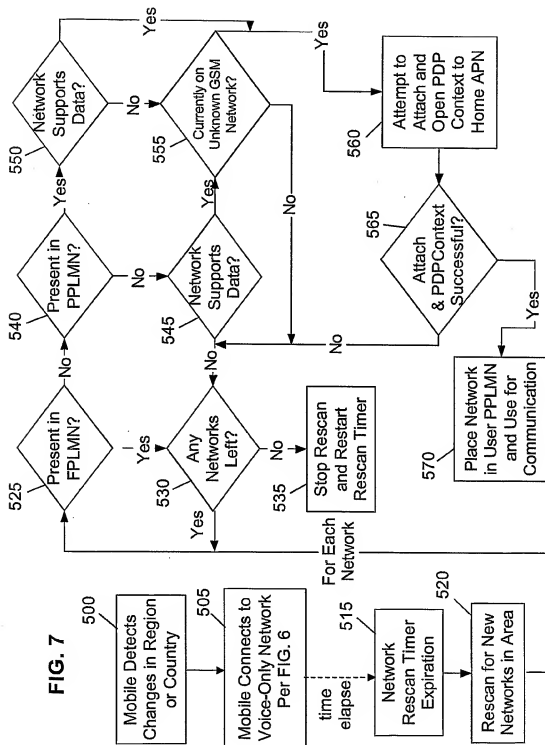 FIG. 7
500
Mobile Detects
Changes in Region
or Country
505
Mobile Connects to
Voice-Only Network
Per FIG. 6
time
elapse
515
Network
Rescan Timer
Expiration
520
Rescan for New
Networks in Area
For Each
Network
525
Present in
FPLMN?
No
Yes
530
Any
Networks
Left?
Yes
No
535
Stop Rescan
and Restart
Rescan Timer
540
Present in
PPLMN?
Yes
No
545
Network
Supports
Data?
No
Yes
550
Network
Supports
Data?
Yes
No
555
Currently on
Unknown GSM
Network?
Yes
No
560
Attempt to
Attach and
Open PDP
Context to
Home APN
565
Attach
& PDPContext
Successful?
No
Yes
570
Place Network
in User PPLMN
and Use for
Communication